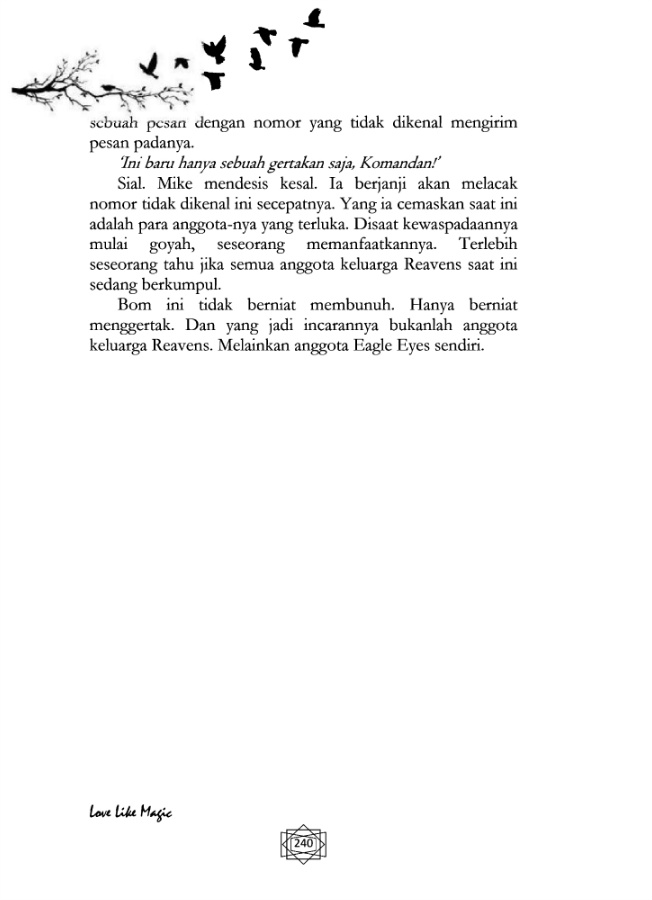 sebuah pesan dengan nomor yang tidak dikenal mengirim
pesan padanya.
'Ini baru hanya sebuah gertakan saja, Komandan!'
Sial. Mike mendesis kesal. Ia berjanji akan melacak
nomor tidak dikenal ini secepatnya. Yang ia cemaskan saat ini
adalah para anggota-nya yang terluka. Disaat kewaspadaannya
mulai goyah, seseorang memanfaatkannya. Terlebih
seseorang tahu jika semua anggota keluarga Reavens saat ini
sedang berkumpul.
Bom ini tidak berniat membunuh. Hanya berniat
menggertak. Dan yang jadi incarannya bukanlah anggota
keluarga Reavens. Melainkan anggota Eagle Eyes sendiri.
Love Like Magic
240